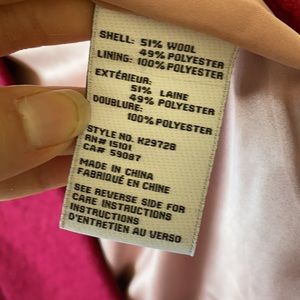 SHELL: 51% WOOL
49% POLYESTER
LINING: 100% POLYESTER
EXTÉRIEUR:
51% LAINE
49% POLYESTER
DOUBLURE:
100% POLYESTER
STYLE NO. K29728
RN# 15101
CA# 59087
MADE IN CHINA
FABRIQUÉ EN CHINE
SEE REVERSE SIDE FOR
CARE INSTRUCTIONS
INSTRUCTIONS
D'ENTRETIEN AU VERSO